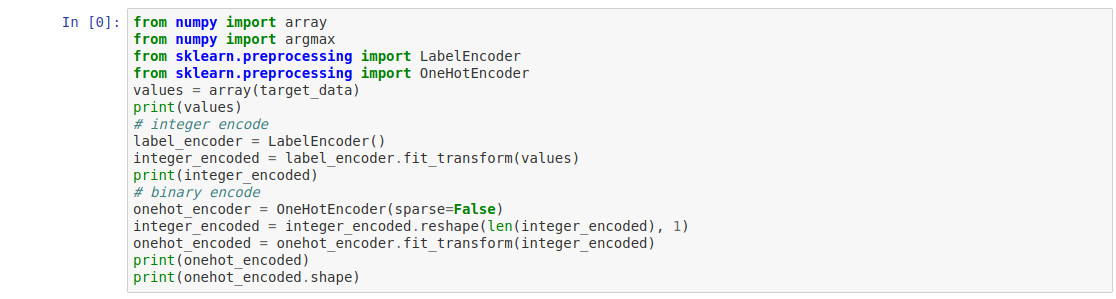 In [0]: from numpy import array
from numpy import argmax
from sklearn.preprocessing import LabelEncoder
from sklearn.preprocessing import OneHotEncoder
values = array(target_data)
print(values)
# integer encode
label_encoder = LabelEncoder()
integer_encoded = label_encoder.fit_transform(values)
print(integer_encoded)
# binary encode
onehot_encoder = OneHotEncoder(sparse=False)
integer_encoded = integer_encoded.reshape(len(integer_encoded), 1)
onehot_encoded = onehot_encoder.fit_transform(integer_encoded)
print(onehot_encoded)
print(onehot_encoded.shape)